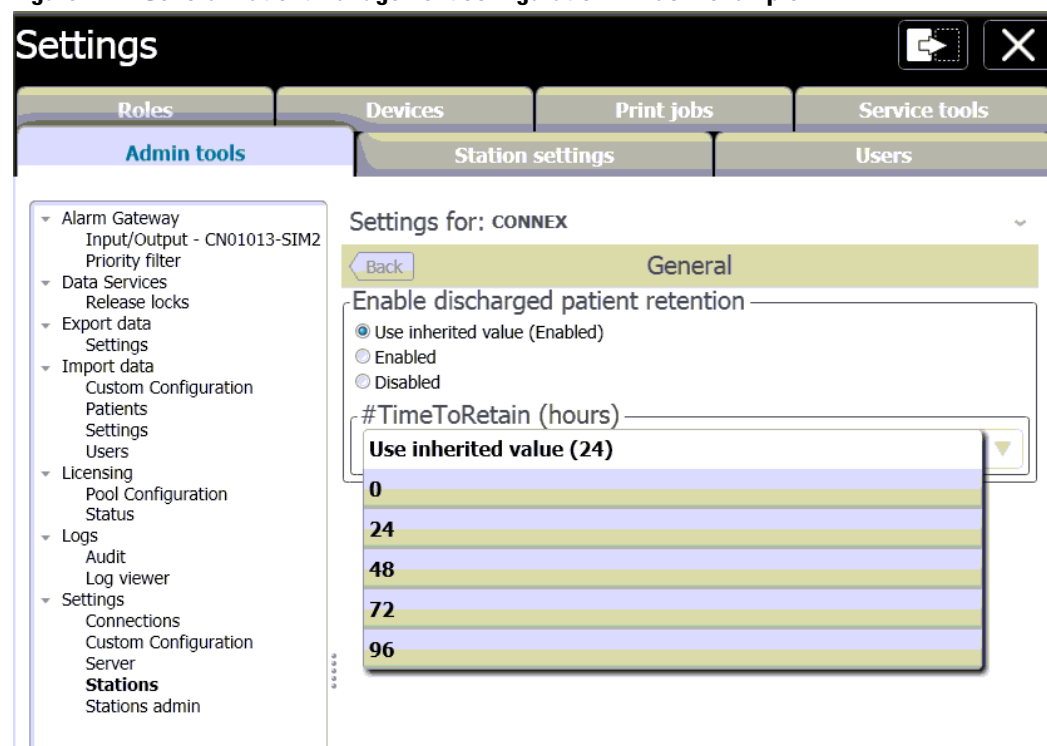 Settings
Roles
Devices
Print jobs
Service tools
Admin tools
Station settings
Users
Alarm Gateway
Input/Output - CN01013-SIM2
Priority filter
Data Services
Release locks
Export data
Settings
Import data
Custom Configuration
Patients
Settings
Users
Licensing
Pool Configuration
Status
Logs
Audit
Log viewer
Settings
Connections
Custom Configuration
Server
Stations
Stations admin
Settings for: CONNEX
Back
General
Enable discharged patient retention
Use inherited value (Enabled)
Enabled
Disabled
#TimeToRetain (hours)
Use inherited value (24)
0
24
48
72
96